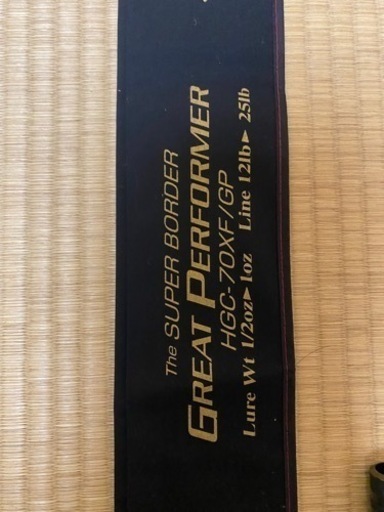 The SUPER BORDER
GREAT PERFORMER
HGC-70XF/GP
Lure Wt 1/2oz▶1oz Line 12lb▶25lb